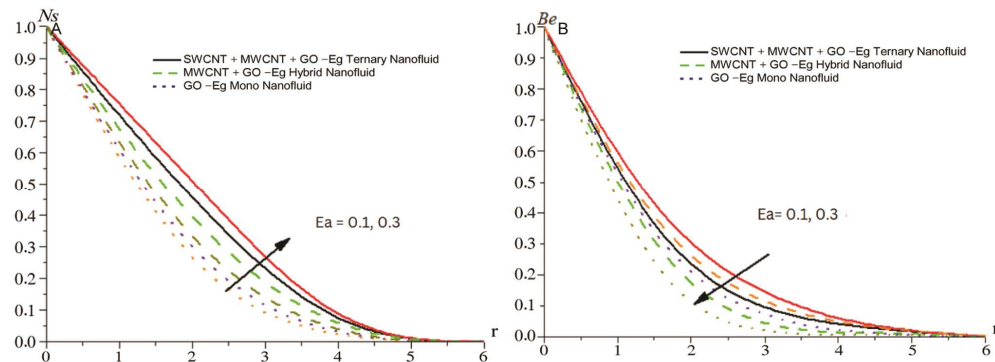 Ns
A
1.0
0.9
0.8
0.7
0.6
0.5
0.4
0.3
0.2
0.1
0.0
0 1 2 3 4 5 6
r
SWCNT + MWCNT + GO –Eg Ternary Nanofluid
MWCNT + GO –Eg Hybrid Nanofluid
GO –Eg Mono Nanofluid
Ea = 0.1, 0.3
Be
B
1.0
0.9
0.8
0.7
0.6
0.5
0.4
0.3
0.2
0.1
0.0
0 1 2 3 4 5 6
SWCNT + MWCNT + GO –Eg Ternary Nanofluid
MWCNT + GO –Eg Hybrid Nanofluid
GO –Eg Mono Nanofluid
Ea = 0.1, 0.3